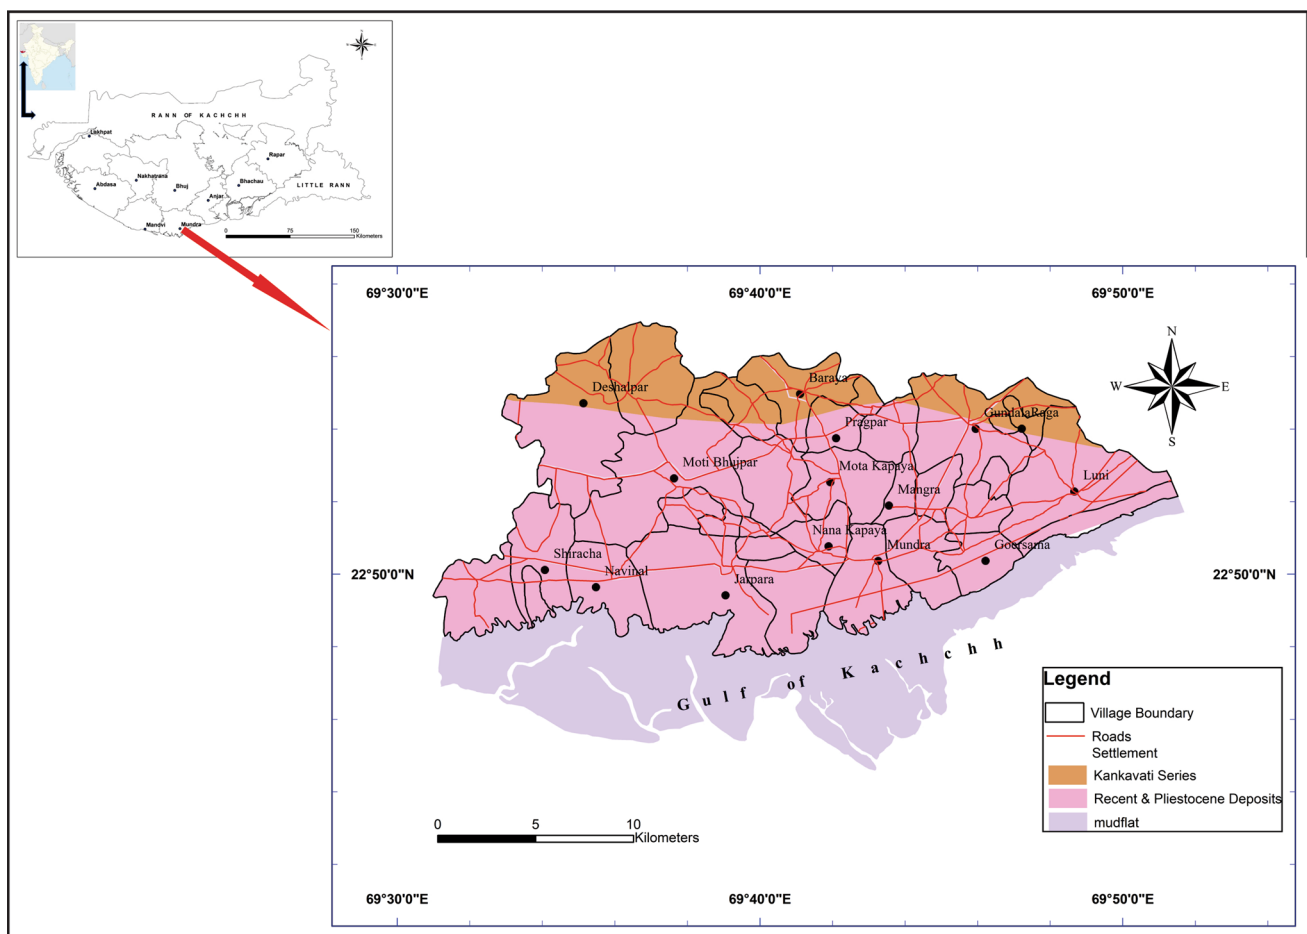 RANN OF KACHCHH
Lakhpat
Rapar
Nakhatrana
Abdasa
Bhuj
Bhachau
LITTLE RANN
Anjar
Mandvi
Mundra
0 75 150
Kilometers
69°30'0"E 69°40'0"E 69°50'0"E
N
W E
S
Baraya
Deshalpar
GundalaRaga
Pragpar
Moti Bhujpar
Mota Kapaya
Luni
Mangra
Nana Kapaya
Mundra
Goersama
Shiracha
Navinal
Jarpara
22°50'0"N 22°50'0"N
Gulf of Kachchh
Legend
Village Boundary
Roads
Settlement
Kankavati Series
Recent & Pliestocene Deposits
mudflat
0 5 10
Kilometers
69°30'0"E 69°40'0"E 69°50'0"E